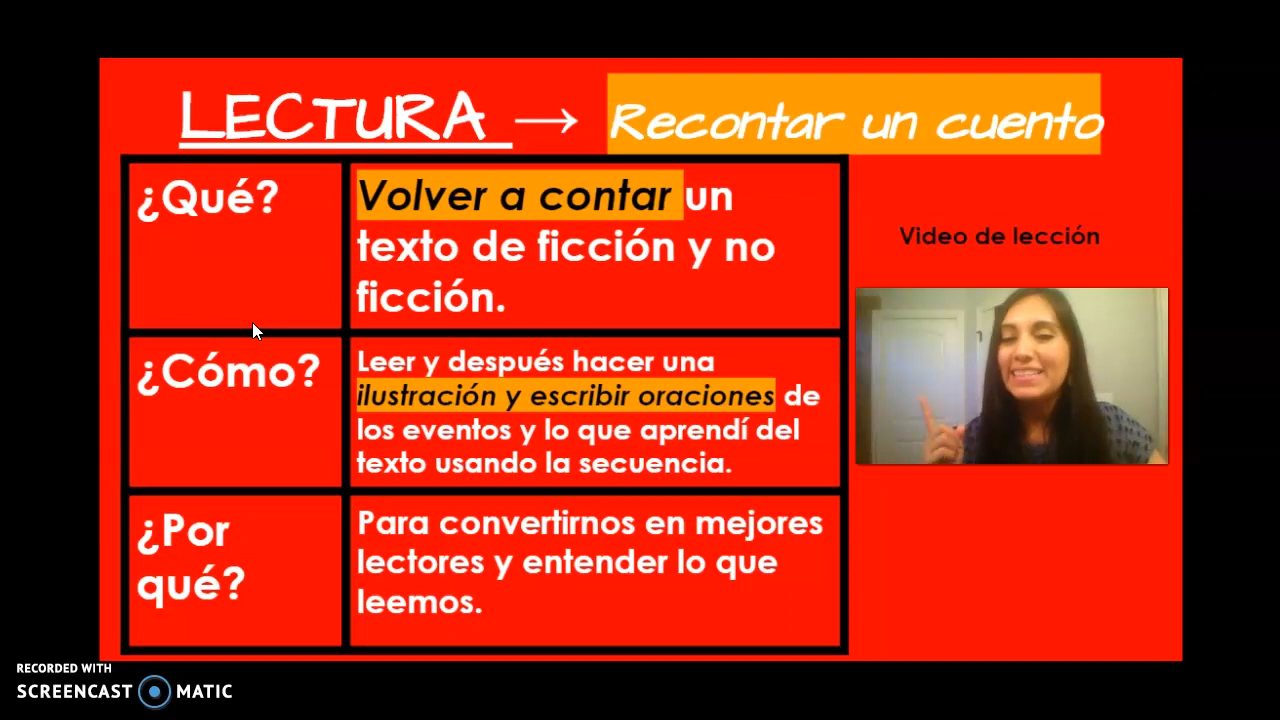 LECTURA → Recontar un cuento
¿Qué?
Volver a contar un
texto de ficción y no
ficción.
Video de lección
¿Cómo?
Leer y después hacer una
ilustración y escribir oraciones de
los eventos y lo que aprendí del
texto usando la secuencia.
¿Por
qué?
Para convertirnos en mejores
lectores y entender lo que
leemos.
RECORDED WITH
SCREENCAST MATIC